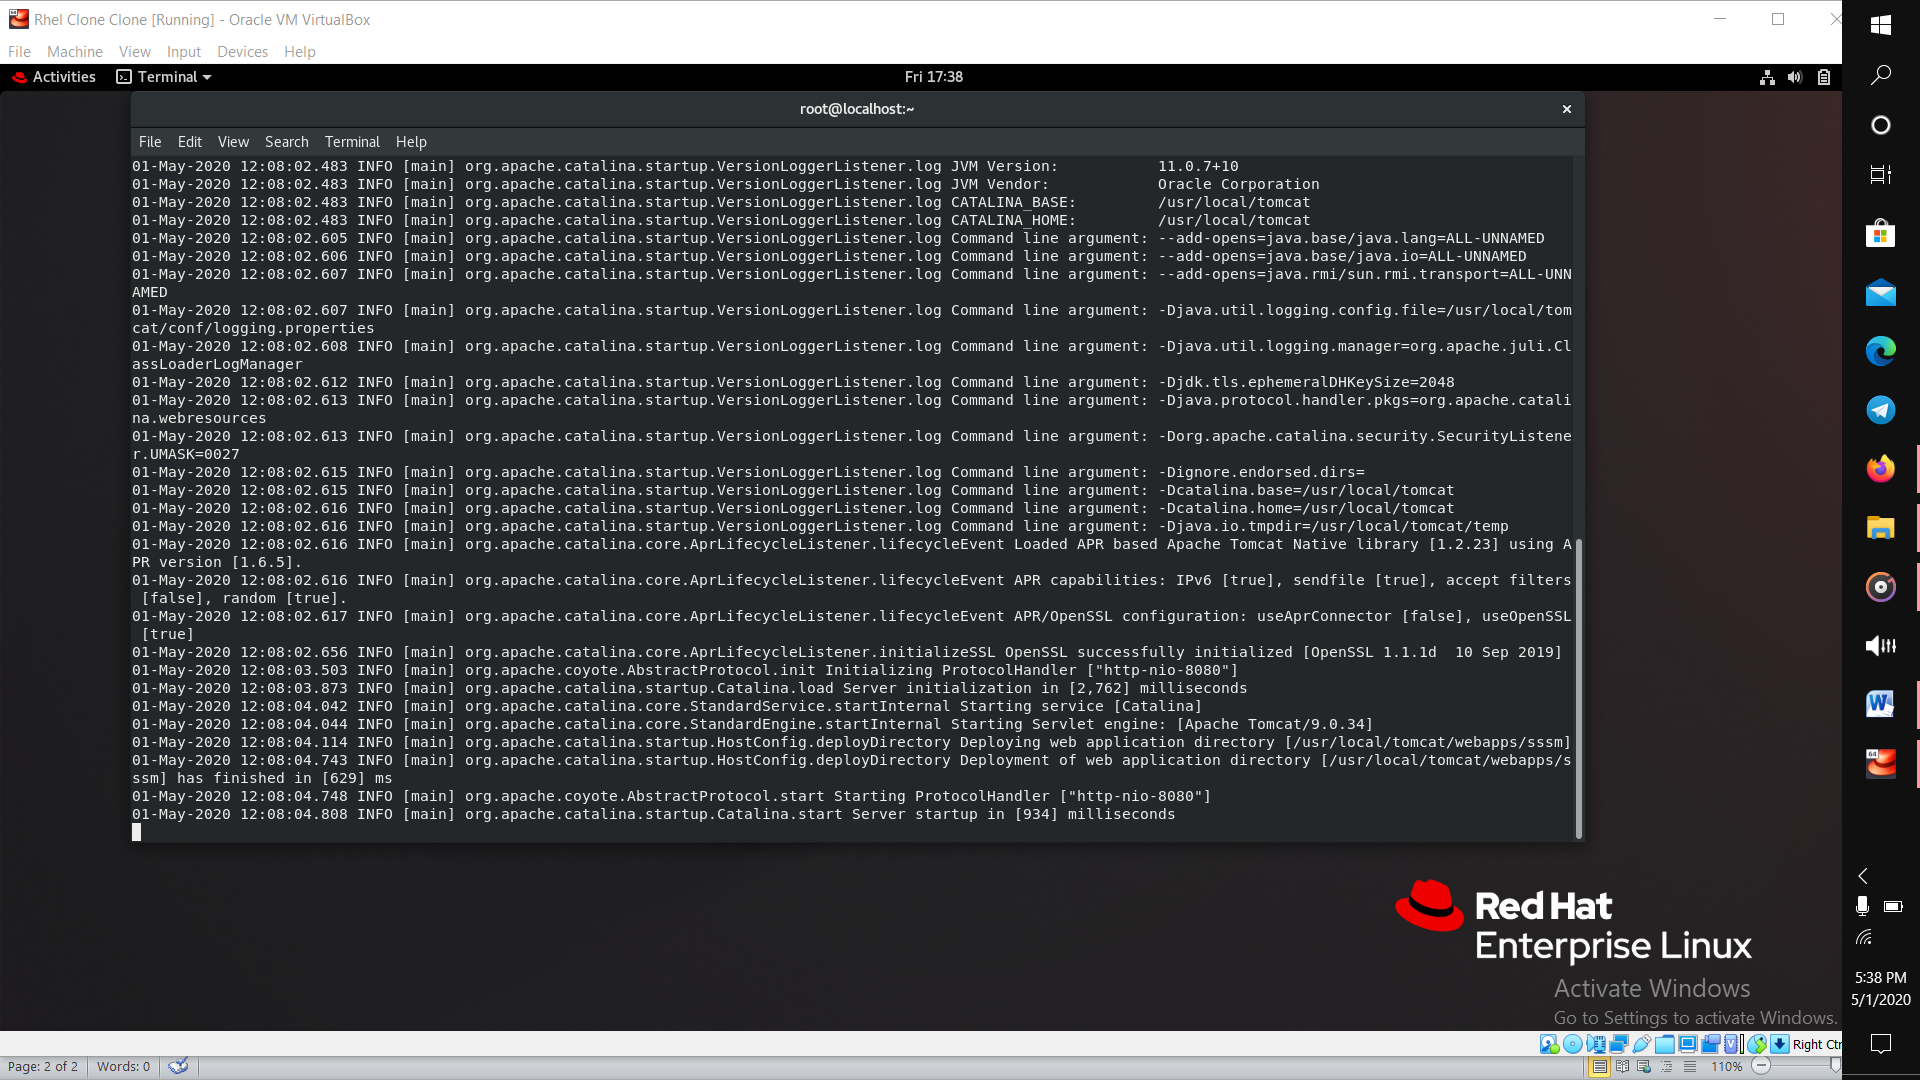 Rhel Clone Clone [Running] - Oracle VM VirtualBox
File Machine View Input Devices Help
Activities Terminal Fri 17:38
root@localhost:~
File Edit View Search Terminal Help
01-May-2020 12:08:02.483 INFO [main] org.apache.catalina.startup.VersionLoggerListener.log JVM Version: 11.0.7+10
01-May-2020 12:08:02.483 INFO [main] org.apache.catalina.startup.VersionLoggerListener.log JVM Vendor: Oracle Corporation
01-May-2020 12:08:02.483 INFO [main] org.apache.catalina.startup.VersionLoggerListener.log CATALINA_BASE: /usr/local/tomcat
01-May-2020 12:08:02.483 INFO [main] org.apache.catalina.startup.VersionLoggerListener.log CATALINA_HOME: /usr/local/tomcat
01-May-2020 12:08:02.605 INFO [main] org.apache.catalina.startup.VersionLoggerListener.log Command line argument: --add-opens=java.base/java.lang=ALL-UNNAMED
01-May-2020 12:08:02.606 INFO [main] org.apache.catalina.startup.VersionLoggerListener.log Command line argument: --add-opens=java.base/java.io=ALL-UNNAMED
01-May-2020 12:08:02.607 INFO [main] org.apache.catalina.startup.VersionLoggerListener.log Command line argument: --add-opens=java.rmi/sun.rmi.transport=ALL-UNN
AMED
01-May-2020 12:08:02.607 INFO [main] org.apache.catalina.startup.VersionLoggerListener.log Command line argument: -Djava.util.logging.config.file=/usr/local/tom
cat/conf/logging.properties
01-May-2020 12:08:02.608 INFO [main] org.apache.catalina.startup.VersionLoggerListener.log Command line argument: -Djava.util.logging.manager=org.apache.juli.Cl
assLoaderLogManager
01-May-2020 12:08:02.612 INFO [main] org.apache.catalina.startup.VersionLoggerListener.log Command line argument: -Djdk.tls.ephemeralDHKeySize=2048
01-May-2020 12:08:02.613 INFO [main] org.apache.catalina.startup.VersionLoggerListener.log Command line argument: -Djava.protocol.handler.pkgs=org.apache.catali
na.webresources
01-May-2020 12:08:02.613 INFO [main] org.apache.catalina.startup.VersionLoggerListener.log Command line argument: -Dorg.apache.catalina.security.SecurityListene
r.UMASK=0027
01-May-2020 12:08:02.615 INFO [main] org.apache.catalina.startup.VersionLoggerListener.log Command line argument: -Dignore.endorsed.dirs=
01-May-2020 12:08:02.615 INFO [main] org.apache.catalina.startup.VersionLoggerListener.log Command line argument: -Dcatalina.base=/usr/local/tomcat
01-May-2020 12:08:02.616 INFO [main] org.apache.catalina.startup.VersionLoggerListener.log Command line argument: -Dcatalina.home=/usr/local/tomcat
01-May-2020 12:08:02.616 INFO [main] org.apache.catalina.startup.VersionLoggerListener.log Command line argument: -Djava.io.tmpdir=/usr/local/tomcat/temp
01-May-2020 12:08:02.616 INFO [main] org.apache.catalina.core.AprLifecycleListener.lifecycleEvent Loaded APR based Apache Tomcat Native library [1.2.23] using A
PR version [1.6.5].
01-May-2020 12:08:02.616 INFO [main] org.apache.catalina.core.AprLifecycleListener.lifecycleEvent APR capabilities: IPv6 [true], sendfile [true], accept filters
[false], random [true].
01-May-2020 12:08:02.617 INFO [main] org.apache.catalina.core.AprLifecycleListener.lifecycleEvent APR/OpenSSL configuration: useAprConnector [false], useOpenSSL
[true]
01-May-2020 12:08:02.656 INFO [main] org.apache.catalina.core.AprLifecycleListener.initializeSSL OpenSSL successfully initialized [OpenSSL 1.1.1d  10 Sep 2019]
01-May-2020 12:08:03.503 INFO [main] org.apache.coyote.AbstractProtocol.init Initializing ProtocolHandler ["http-nio-8080"]
01-May-2020 12:08:03.873 INFO [main] org.apache.catalina.startup.Catalina.load Server initialization in [2,762] milliseconds
01-May-2020 12:08:04.042 INFO [main] org.apache.catalina.core.StandardService.startInternal Starting service [Catalina]
01-May-2020 12:08:04.044 INFO [main] org.apache.catalina.core.StandardEngine.startInternal Starting Servlet engine: [Apache Tomcat/9.0.34]
01-May-2020 12:08:04.114 INFO [main] org.apache.catalina.startup.HostConfig.deployDirectory Deploying web application directory [/usr/local/tomcat/webapps/sssm]
01-May-2020 12:08:04.743 INFO [main] org.apache.catalina.startup.HostConfig.deployDirectory Deployment of web application directory [/usr/local/tomcat/webapps/s
ssm] has finished in [629] ms
01-May-2020 12:08:04.748 INFO [main] org.apache.coyote.AbstractProtocol.start Starting ProtocolHandler ["http-nio-8080"]
01-May-2020 12:08:04.808 INFO [main] org.apache.catalina.startup.Catalina.start Server startup in [934] milliseconds
Red Hat
Enterprise Linux
Activate Windows
Go to Settings to activate Windows.
5:38 PM
5/1/2020
Right Ctr
Page: 2 of 2 Words: 0 110%